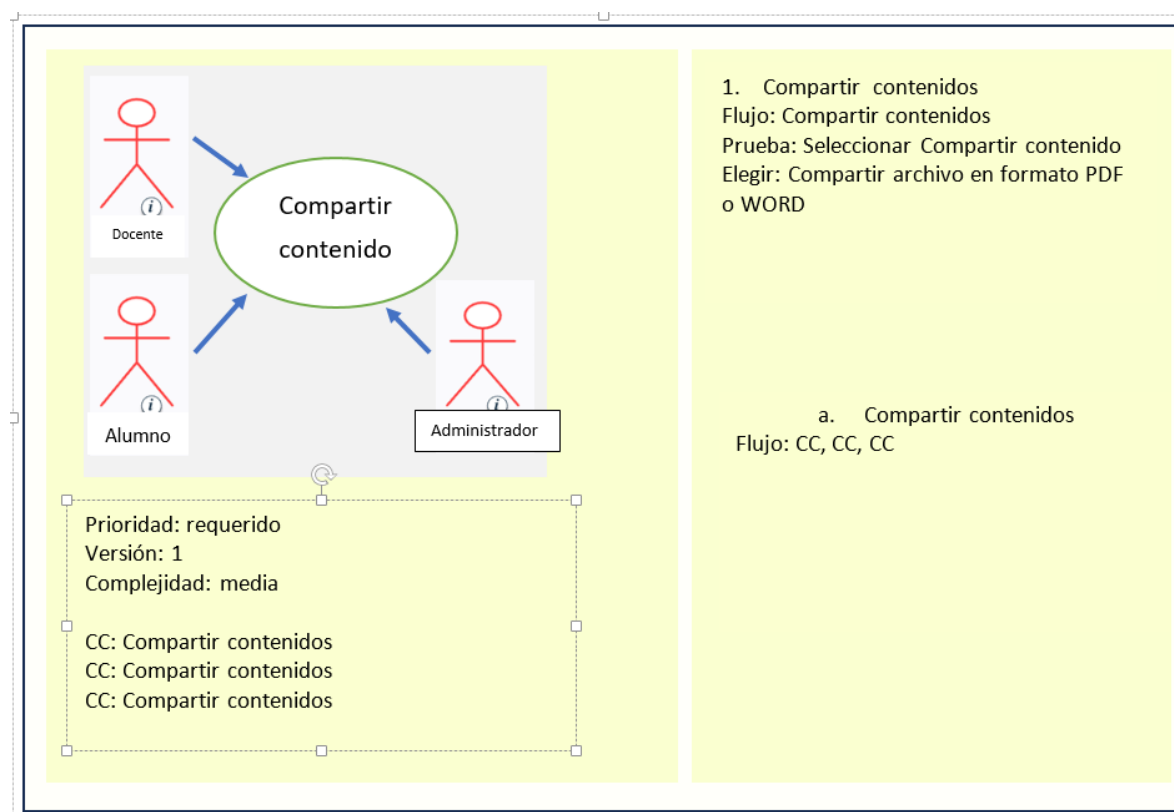 Docente
Compartir
contenido
Alumno
Administrador
Prioridad: requerido
Versión: 1
Complejidad: media
CC: Compartir contenidos
CC: Compartir contenidos
CC: Compartir contenidos
1. Compartir contenidos
Flujo: Compartir contenidos
Prueba: Seleccionar Compartir contenido
Elegir: Compartir archivo en formato PDF
o WORD
a. Compartir contenidos
Flujo: CC, CC, CC